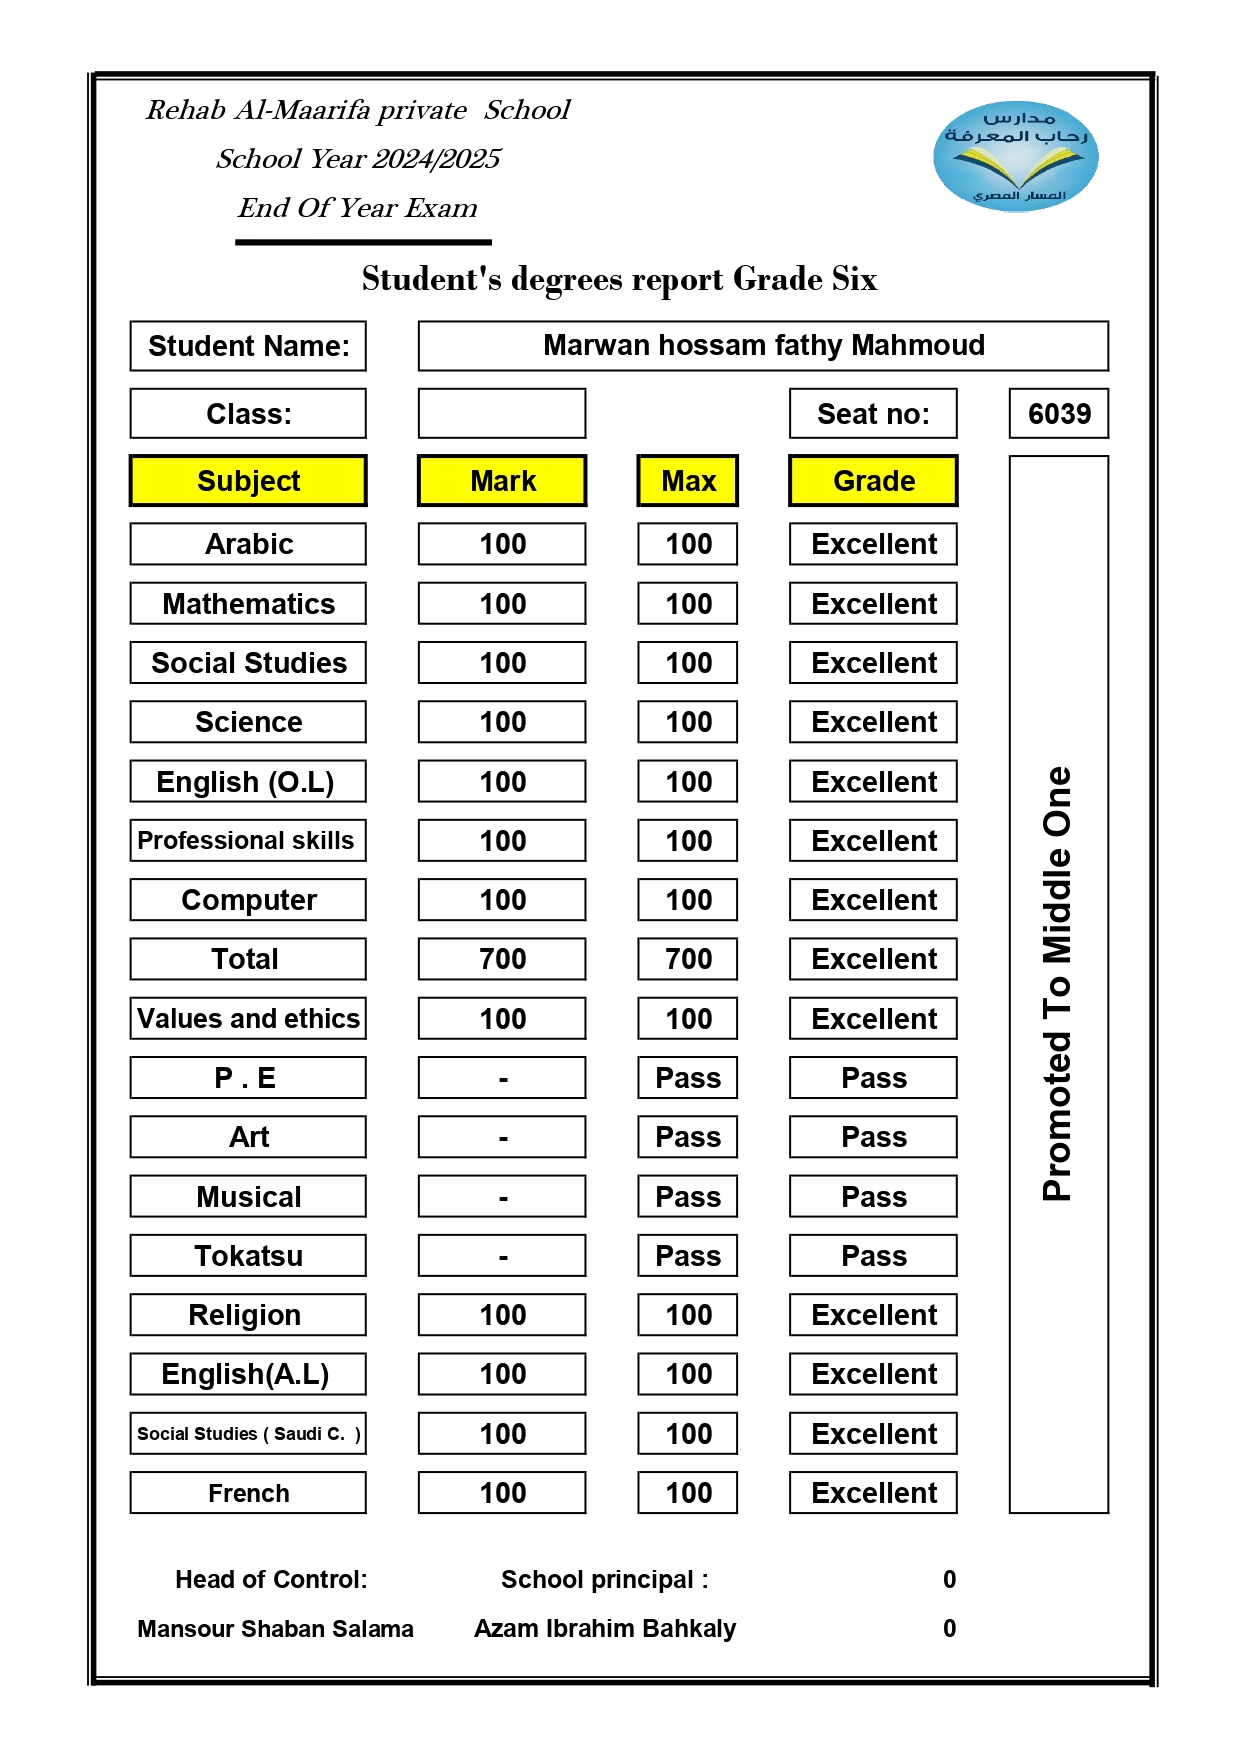 Rehab Al-Maarifa private School
School Year 2024/2025
End Of Year Exam
مدارس
رحاب المعرفة
المسار المصري
Student's degrees report Grade Six
Student Name: Marwan hossam fathy Mahmoud
Class: Seat no: 6039
Subject Mark Max Grade
Arabic 100 100 Excellent
Mathematics 100 100 Excellent
Social Studies 100 100 Excellent
Science 100 100 Excellent
English (O.L) 100 100 Excellent
Professional skills 100 100 Excellent
Computer 100 100 Excellent
Total 700 700 Excellent
Values and ethics 100 100 Excellent
P . E - Pass Pass
Art - Pass Pass
Musical - Pass Pass
Tokatsu - Pass Pass
Religion 100 100 Excellent
English(A.L) 100 100 Excellent
Social Studies ( Saudi C. ) 100 100 Excellent
French 100 100 Excellent
Promoted To Middle One
Head of Control: School principal : 0
Mansour Shaban Salama Azam Ibrahim Bahkaly 0